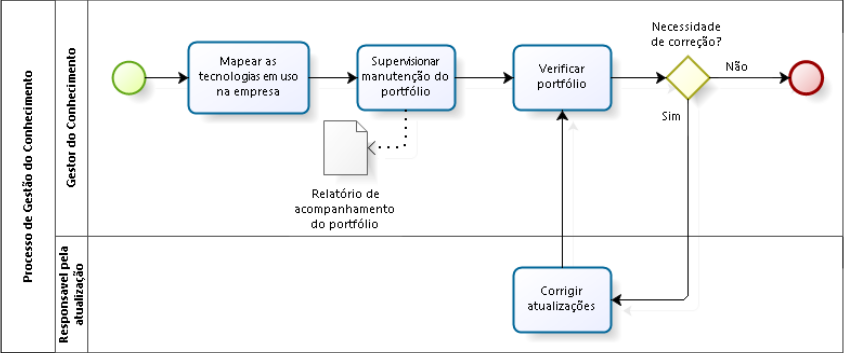 Processo de Gestão do Conhecimento
Gestor do Conhecimento
Mapear as
tecnologias em uso
na empresa
Supervisionar
manutenção do
portfólio
Relatório de
acompanhamento
do portfólio
Verificar
portfólio
Necessidade
de correção?
Não
Sim
Responsavel pela
atualização
Corrigir
atualizações